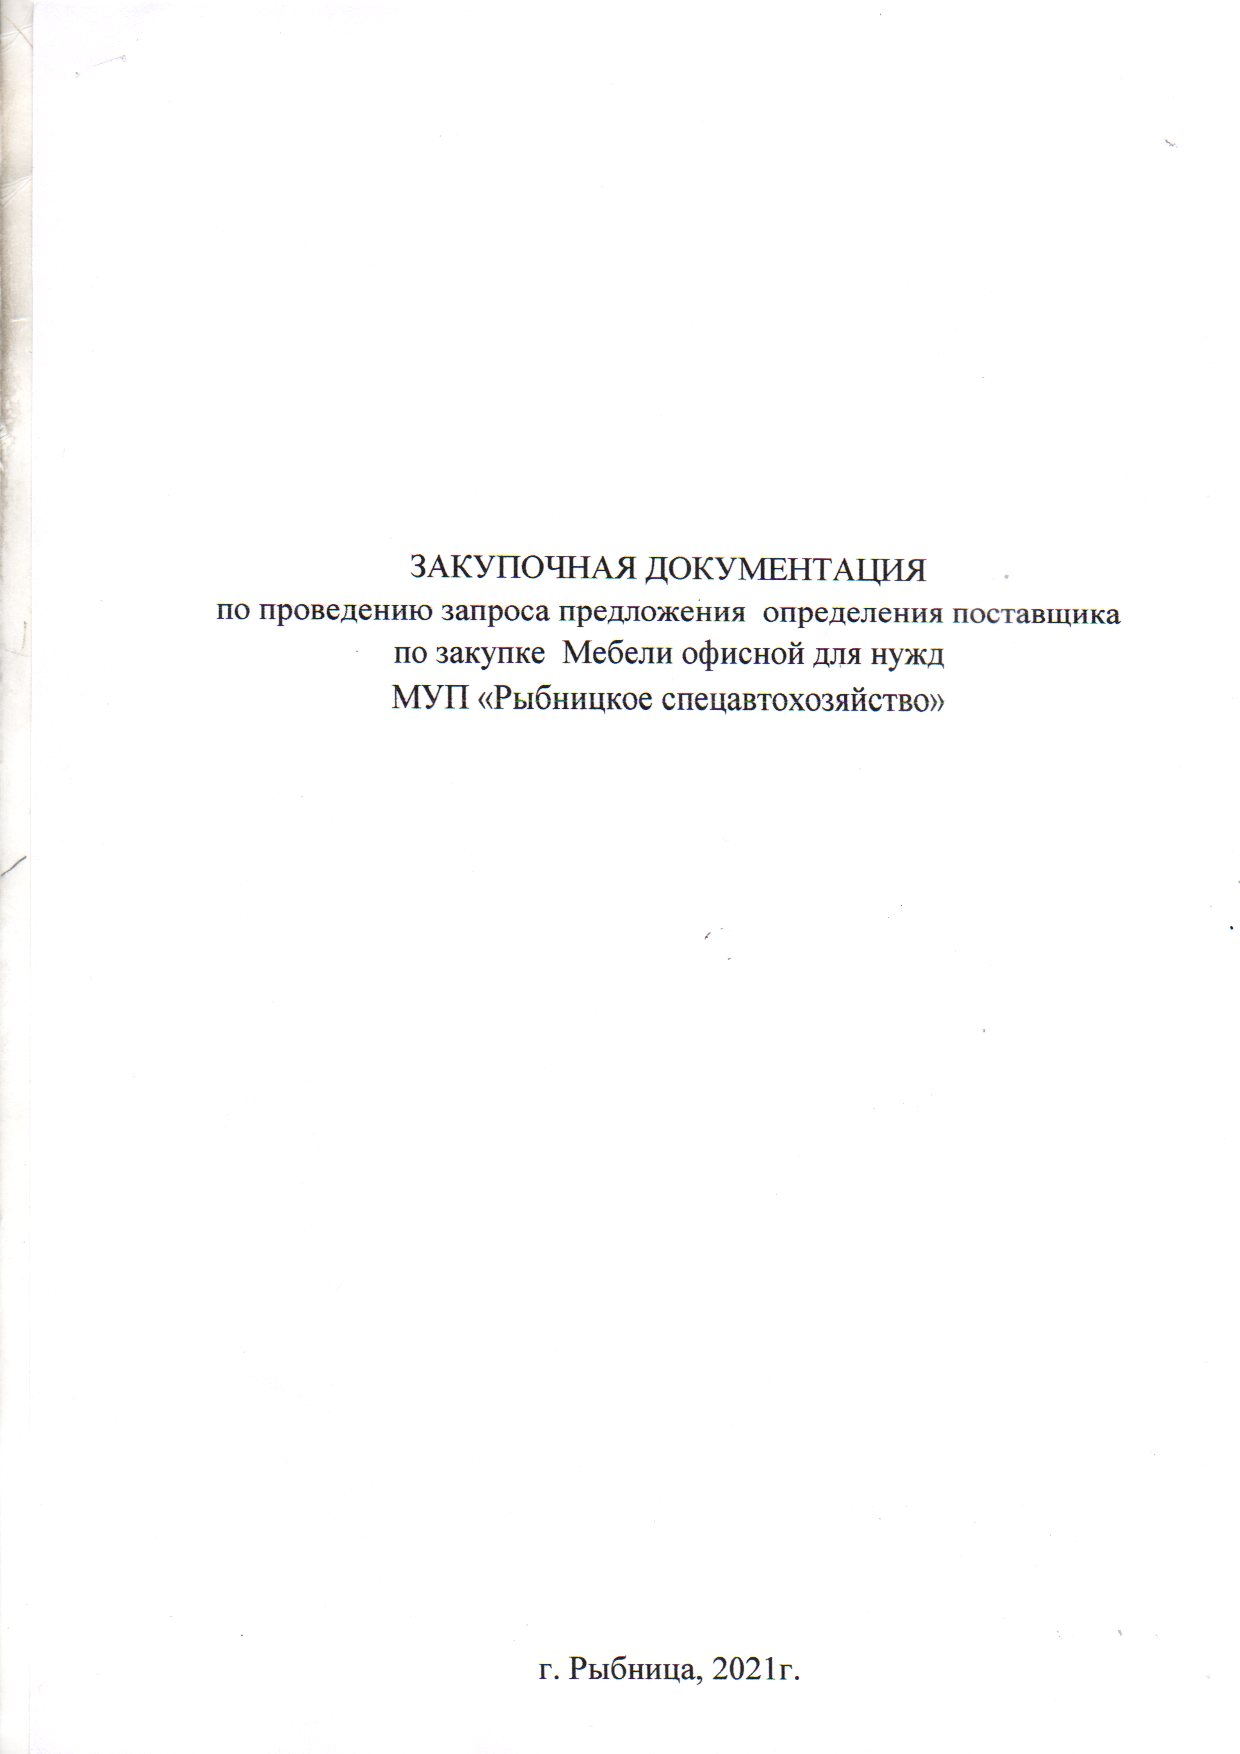 ЗАКУПОЧНАЯ ДОКУМЕНТАЦИЯ
по проведению запроса предложения определения поставщика
по закупке Мебели офисной для нужд
МУП «Рыбницкое спецавтохозяйство»
г. Рыбница, 2021г.